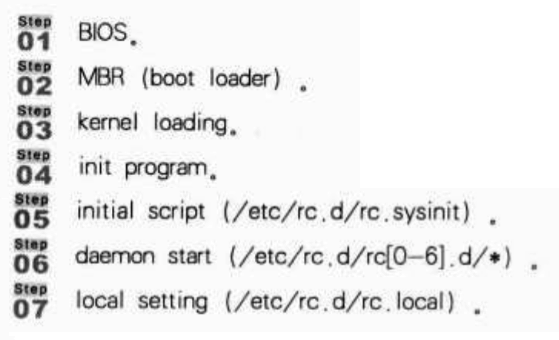 Step 01 BIOS。
Step 02 MBR (boot loader) 。
Step 03 kernel loading。
Step 04 init program。
Step 05 initial script (/etc/rc.d/rc.sysinit) 。
Step 06 daemon start (/etc/rc.d/rc[0-6].d/*) 。
Step 07 local setting (/etc/rc.d/rc.local) 。